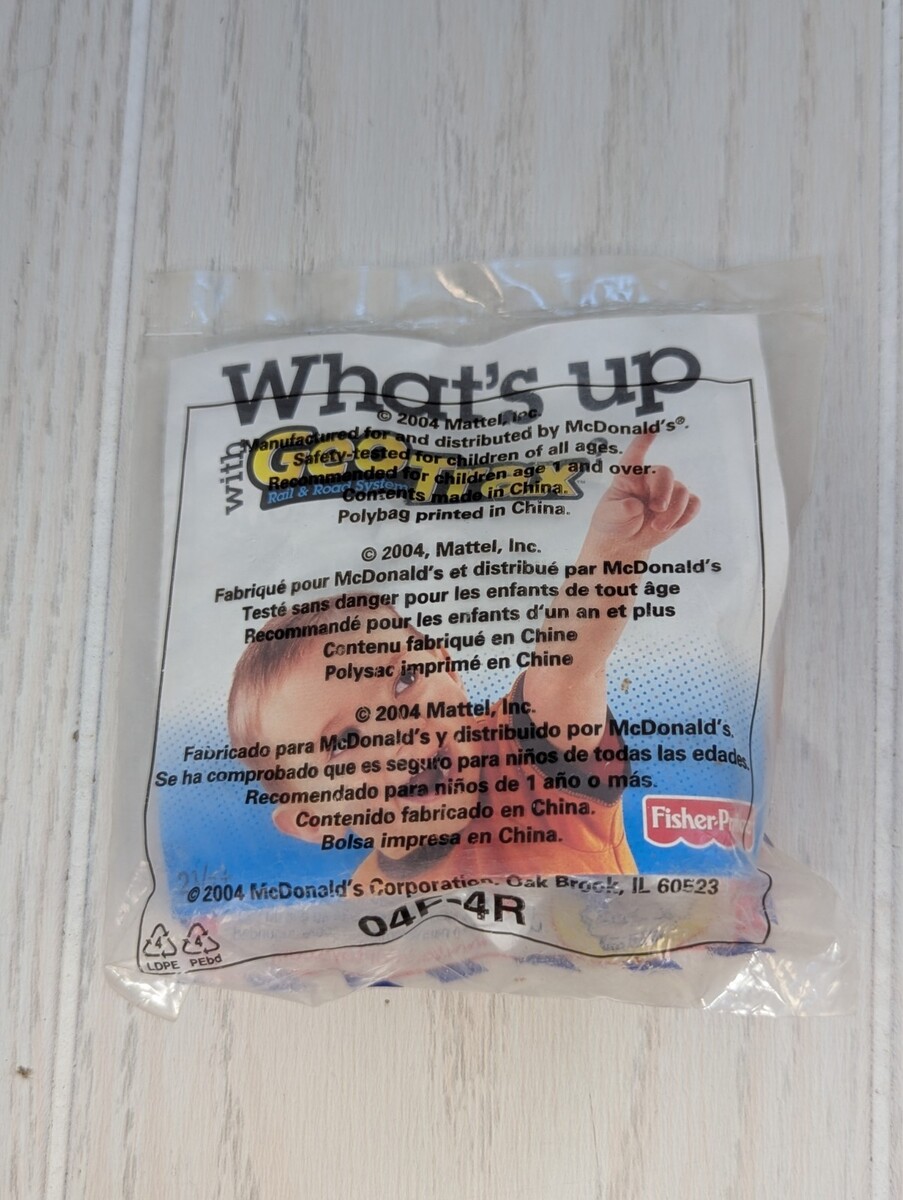 What's up
with
GeoTrax™
Rail & Road System
© 2004 Mattel, Inc.
Manufactured for and distributed by McDonald's®.
Safety-tested for children of all ages.
Recommended for children age 1 and over.
Contents made in China.
Polybag printed in China.
© 2004, Mattel, Inc.
Fabriqué pour McDonald's et distribué par McDonald's
Testé sans danger pour les enfants de tout âge
Recommandé pour les enfants d'un an et plus
Contenu fabriqué en Chine
Polysac imprimé en Chine
© 2004 Mattel, Inc.
Fabricado para McDonald's y distribuido por McDonald's.
Se ha comprobado que es seguro para niños de todas las edades.
Recomendado para niños de 1 año o más.
Contenido fabricado en China.
Bolsa impresa en China.
Fisher-Price
© 2004 McDonald's Corporation. Oak Brook, IL 60523
4 4
LDPE PEbd